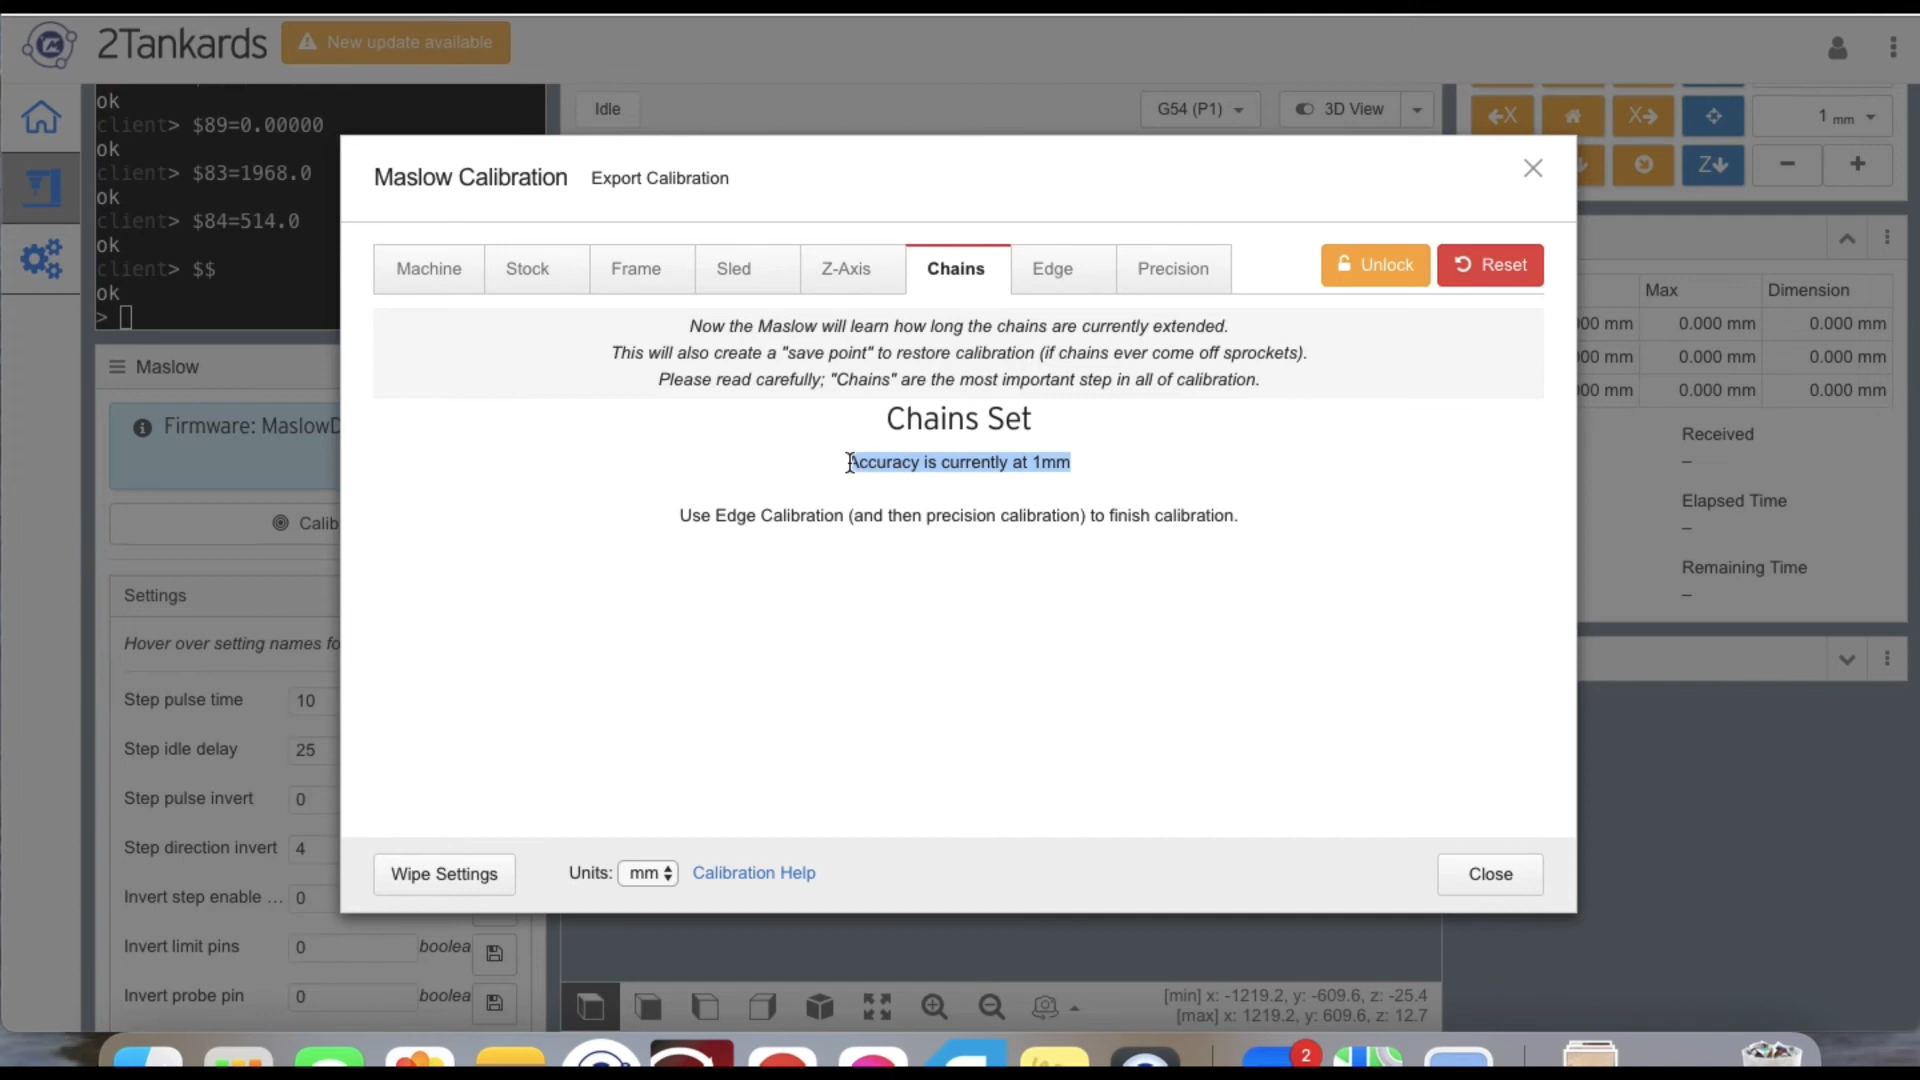 2Tankards
New update available
ok
client> $89=0.00000
ok
client> $83=1968.0
ok
client> $84=514.0
ok
client> $$
ok
>
Maslow
Firmware: Maslow
Calib
Settings
Hover over setting names fo
Step pulse time 10
Step idle delay 25
Step pulse invert 0
Step direction invert 4
Invert step enable ... 0
Invert limit pins 0 boolea
Invert probe pin 0 boolea
Idle
G54 (P1)
3D View
Maslow Calibration Export Calibration
Machine Stock Frame Sled Z-Axis Chains Edge Precision
Unlock Reset
Now the Maslow will learn how long the chains are currently extended.
This will also create a "save point" to restore calibration (if chains ever come off sprockets).
Please read carefully; "Chains" are the most important step in all of calibration.
Chains Set
Accuracy is currently at 1mm
Use Edge Calibration (and then precision calibration) to finish calibration.
Wipe Settings
Units: mm Calibration Help
Close
[min] x: -1219.2, y: -609.6, z: -25.4
[max] x: 1219.2, y: 609.6, z: 12.7
X X 1 mm
Z
Max Dimension
00 mm 0.000 mm 0.000 mm
00 mm 0.000 mm 0.000 mm
00 mm 0.000 mm 0.000 mm
Received
–
Elapsed Time
–
Remaining Time
–
2